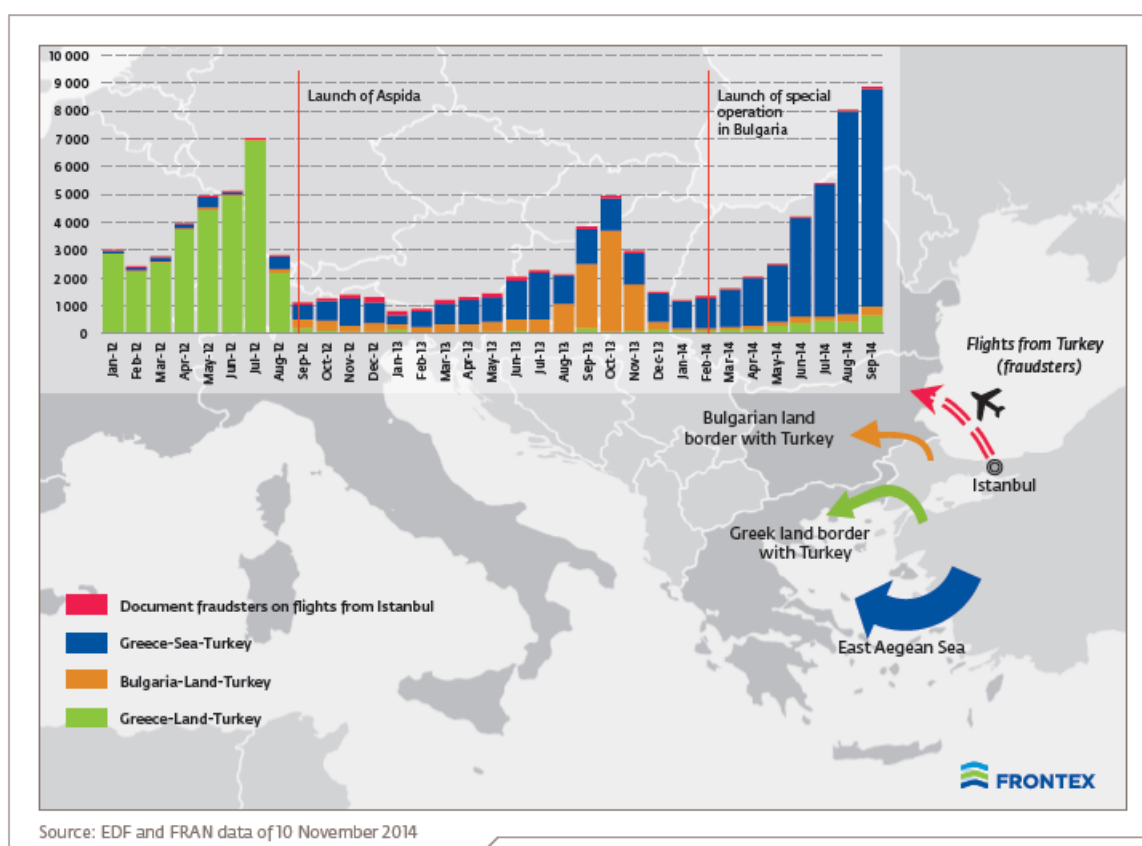 10 000
9 000
8 000
7 000
6 000
5 000
4 000
3 000
2 000
1 000
0
Launch of Aspida
Launch of special
operation
in Bulgaria
Jan-12
Feb-12
Mar-12
Apr-12
May-12
Jun-12
Jul-12
Aug-12
Sep-12
Oct-12
Nov-12
Dec-12
Jan-13
Feb-13
Mar-13
Apr-13
May-13
Jun-13
Jul-13
Aug-13
Sep-13
Oct-13
Nov-13
Dec-13
Jan-14
Feb-14
Mar-14
Apr-14
May-14
Jun-14
Jul-14
Aug-14
Sep-14
Flights from Turkey
(fraudsters)
Bulgarian land
border with Turkey
Istanbul
Greek land border
with Turkey
East Aegean Sea
Document fraudsters on flights from Istanbul
Greece-Sea-Turkey
Bulgaria-Land-Turkey
Greece-Land-Turkey
FRONTEX
Source: EDF and FRAN data of 10 November 2014